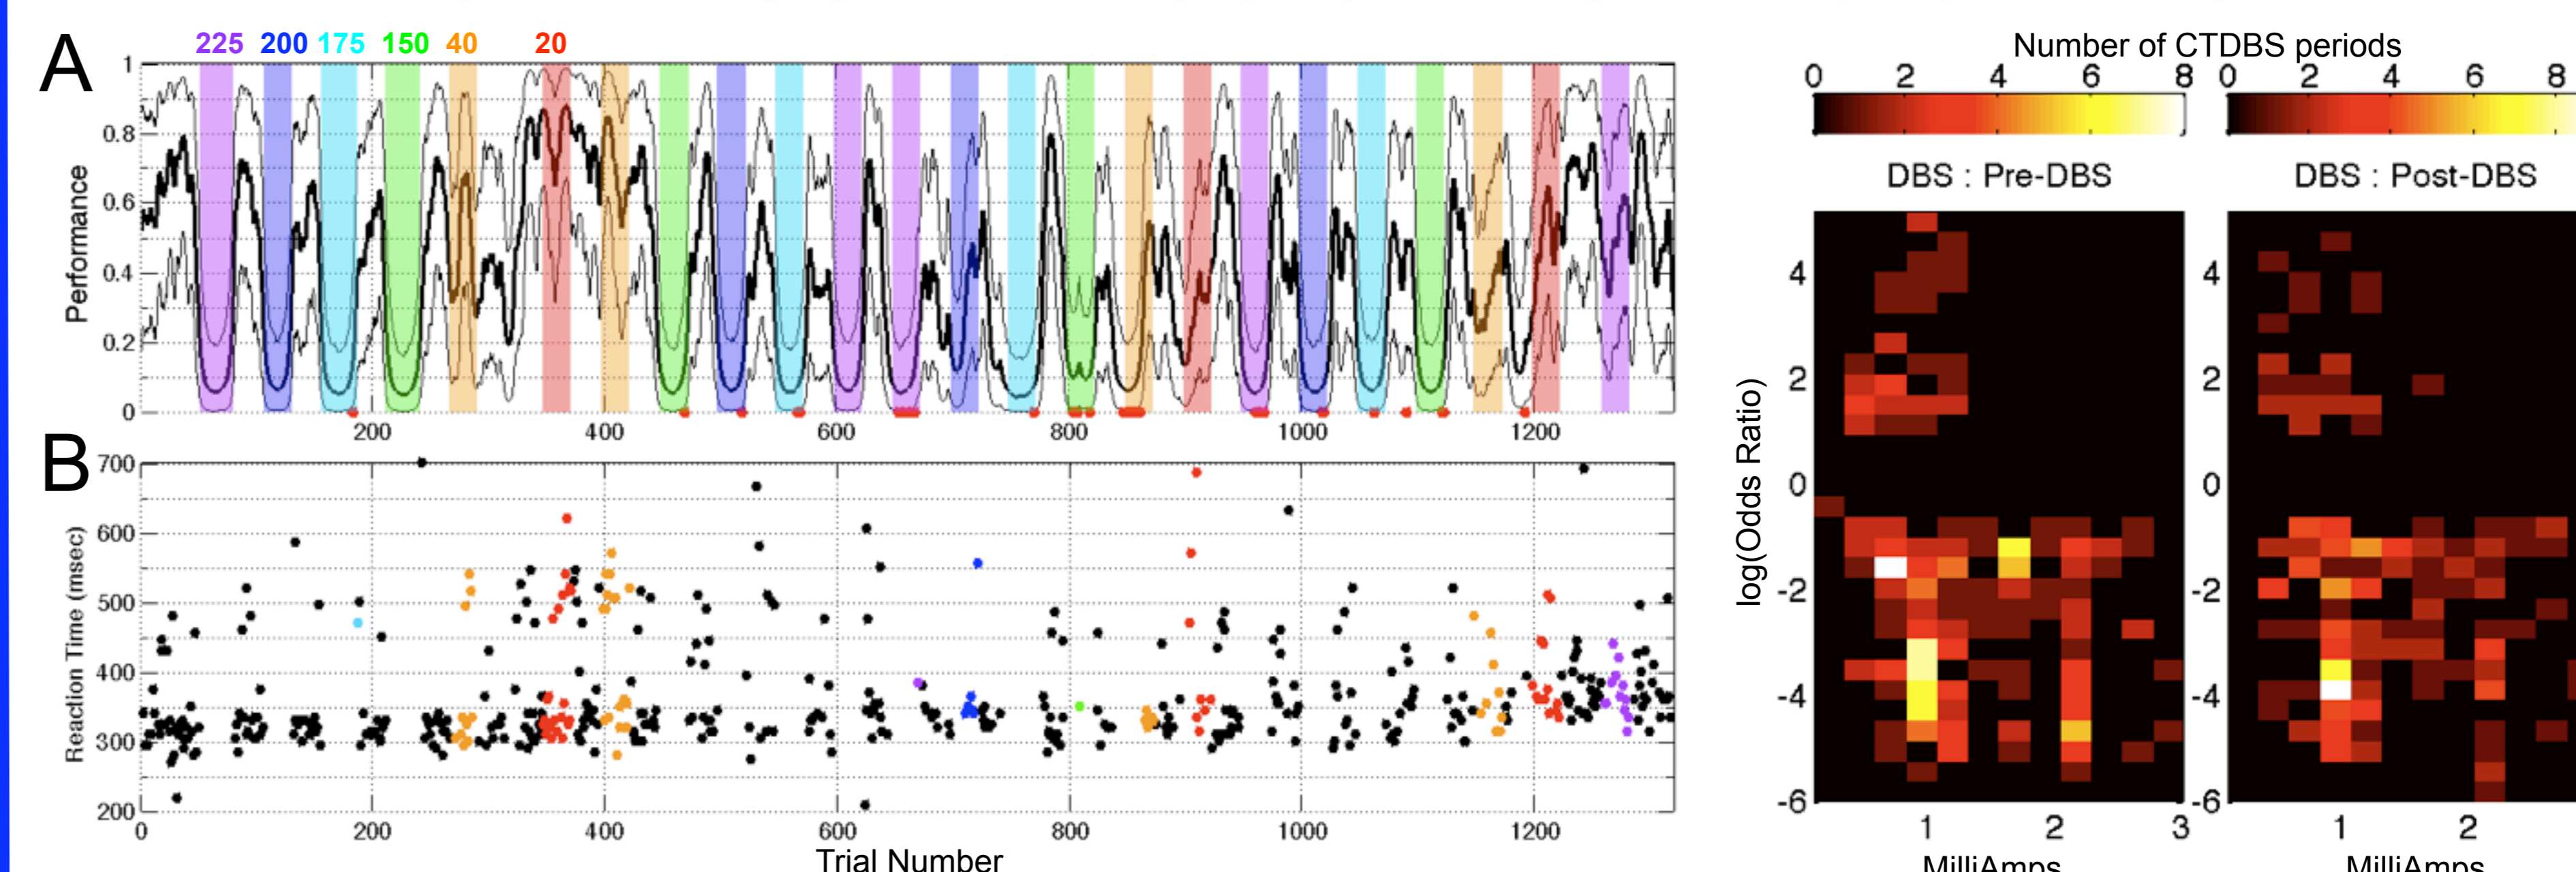 A
225 200 175 150 40 20
Performance
1
0.8
0.6
0.4
0.2
0
200 400 600 800 1000 1200
B
Reaction Time (msec)
700
600
500
400
300
200
0 200 400 600 800 1000 1200
Trial Number
Number of CTDBS periods
0 2 4 6 8 0 2 4 6 8
DBS : Pre-DBS DBS : Post-DBS
log(Odds Ratio)
4 4
2 2
0 0
-2 -2
-4 -4
-6 -6
1 2 3 1 2
MilliAmps MilliAmps